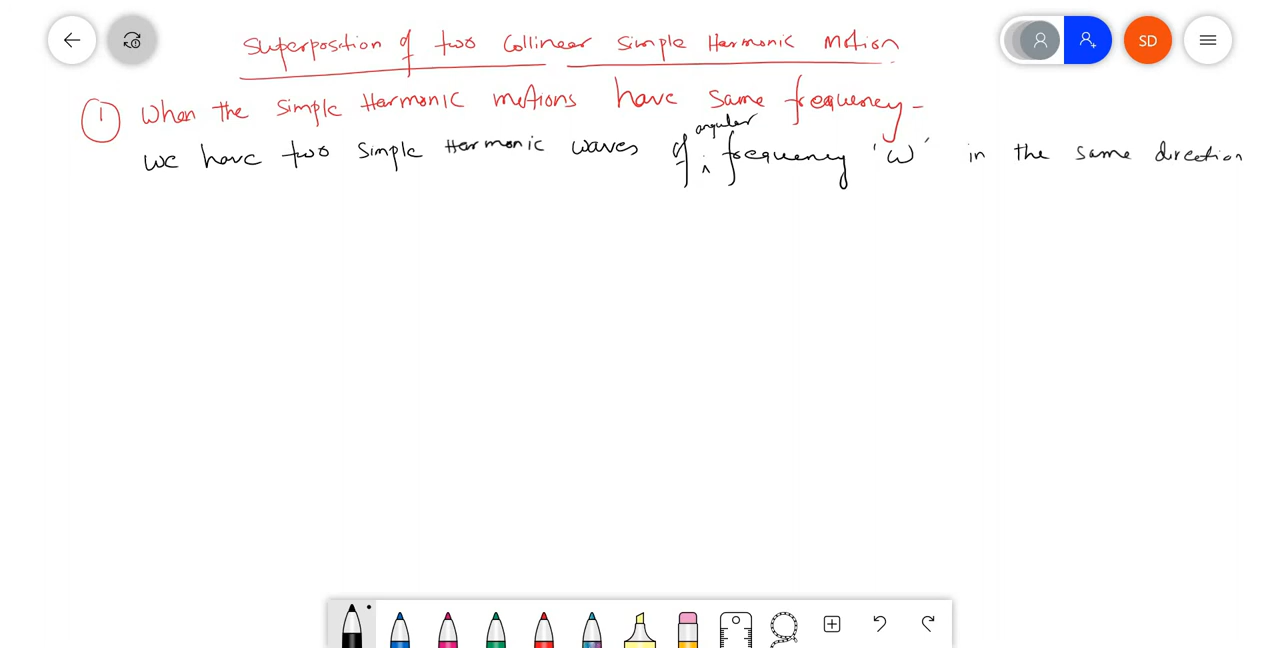 SD
Superposition of two Collinear Simple Harmonic Motion
① When the Simple Harmonic motions have same frequency -
we have two simple Harmonic waves of angular frequency 'ω' in the same direction